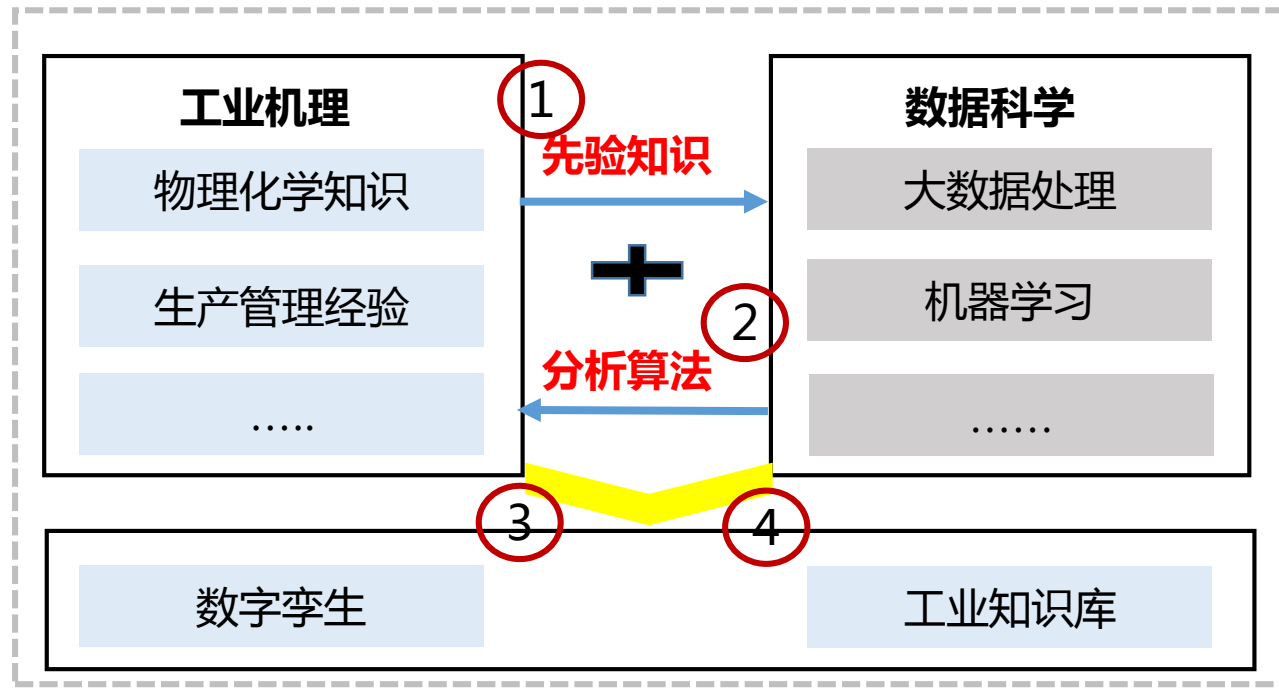 工业机理
物理化学知识
生产管理经验
…..
①
先验知识
②
分析算法
数据科学
大数据处理
机器学习
……
③
④
数字孪生
工业知识库